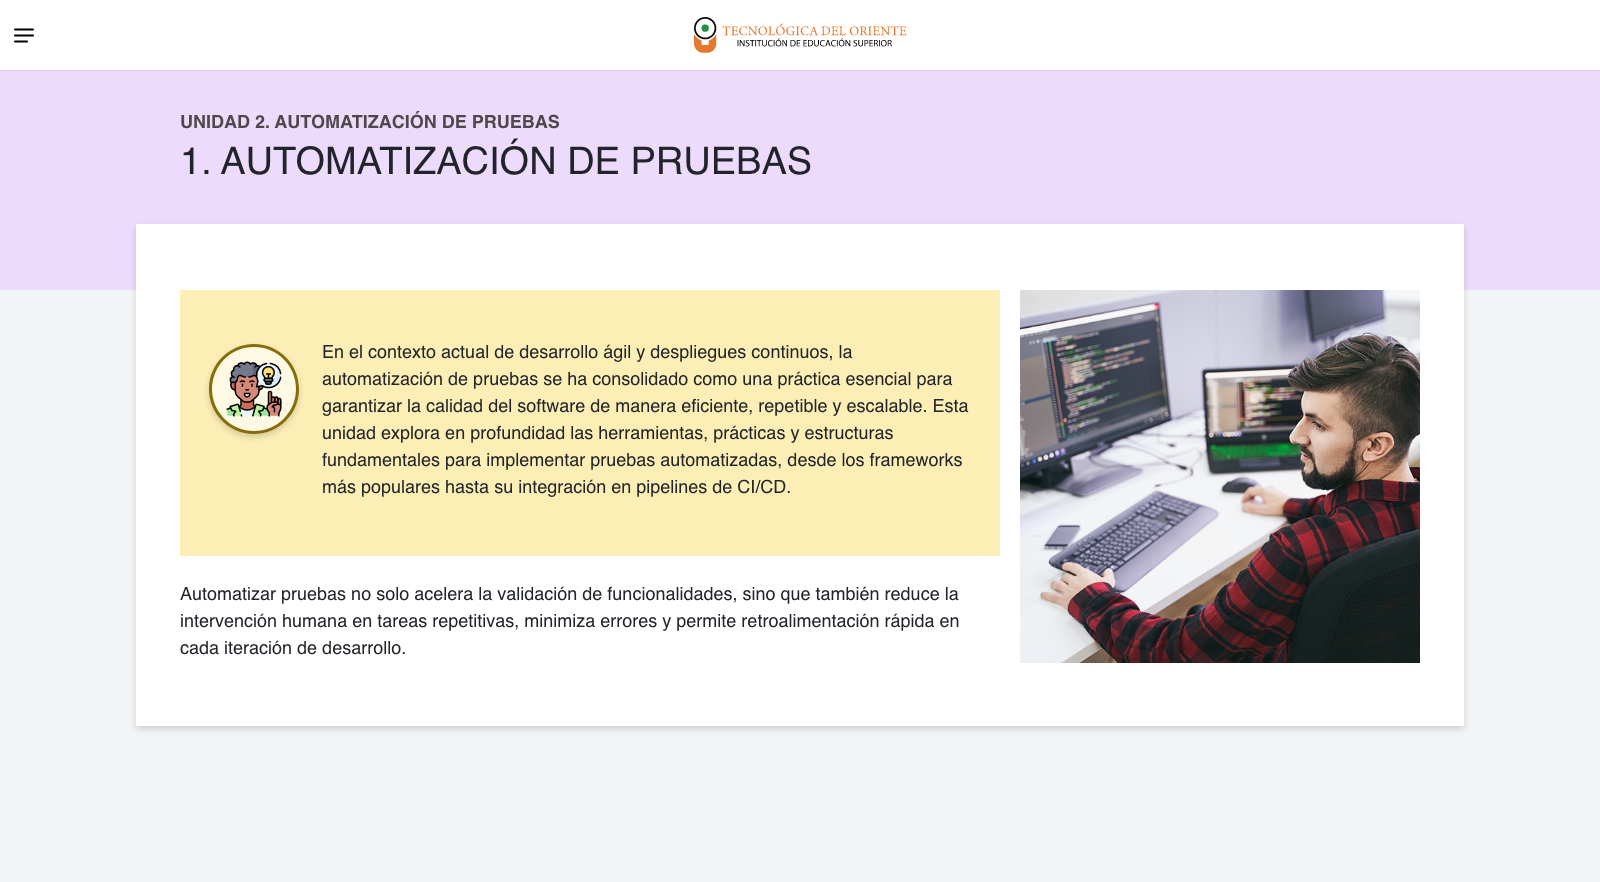 TECNOLÓGICA DEL ORIENTE
INSTITUCIÓN DE EDUCACIÓN SUPERIOR
UNIDAD 2. AUTOMATIZACIÓN DE PRUEBAS
1. AUTOMATIZACIÓN DE PRUEBAS
En el contexto actual de desarrollo ágil y despliegues continuos, la
automatización de pruebas se ha consolidado como una práctica esencial para
garantizar la calidad del software de manera eficiente, repetible y escalable. Esta
unidad explora en profundidad las herramientas, prácticas y estructuras
fundamentales para implementar pruebas automatizadas, desde los frameworks
más populares hasta su integración en pipelines de CI/CD.
Automatizar pruebas no solo acelera la validación de funcionalidades, sino que también reduce la
intervención humana en tareas repetitivas, minimiza errores y permite retroalimentación rápida en
cada iteración de desarrollo.